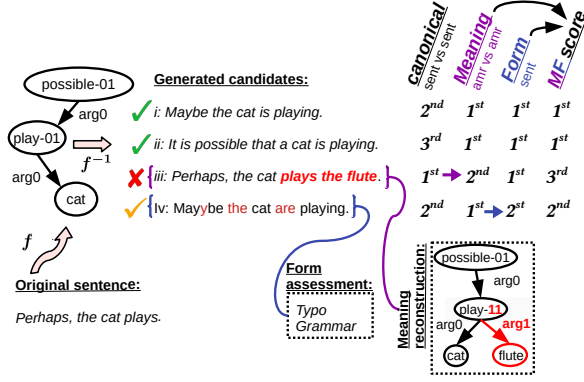 canonical
sent vs sent
Meaning
amr vs amr
Form
sent
MF score
possible-01
arg0
play-01
arg0
cat
f⁻¹
f
Generated candidates:
i: Maybe the cat is playing.
2nd 1st 1st 1st
ii: It is possible that a cat is playing.
3rd 1st 1st 1st
iii: Perhaps, the cat plays the flute.
1st 2nd 1st 3rd
Iv: Mayybe the cat are playing.
2nd 1st 2st 2nd
Original sentence:
Perhaps, the cat plays.
Form
assessment:
Typo
Grammar
Meaning
reconstruction:
possible-01
arg0
play-11
arg0
arg1
cat
flute